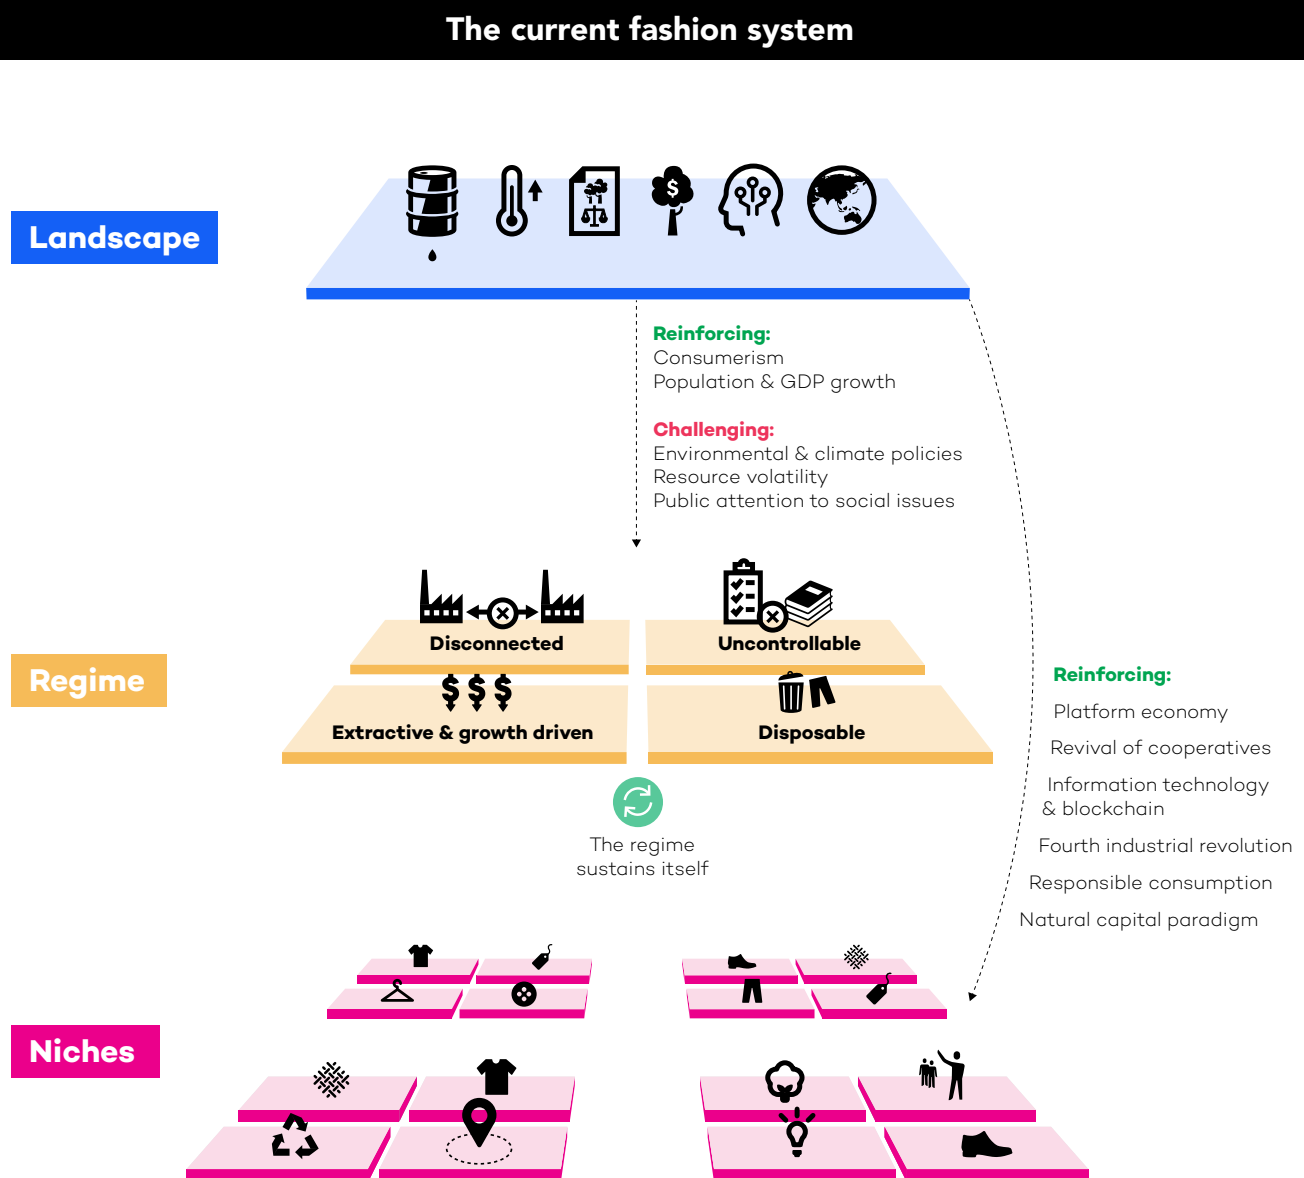 The current fashion system
Landscape
Reinforcing:
Consumerism
Population & GDP growth
Challenging:
Environmental & climate policies
Resource volatility
Public attention to social issues
Disconnected
Uncontrollable
Regime
Extractive & growth driven
Disposable
The regime
sustains itself
Reinforcing:
Platform economy
Revival of cooperatives
Information technology
& blockchain
Fourth industrial revolution
Responsible consumption
Natural capital paradigm
Niches